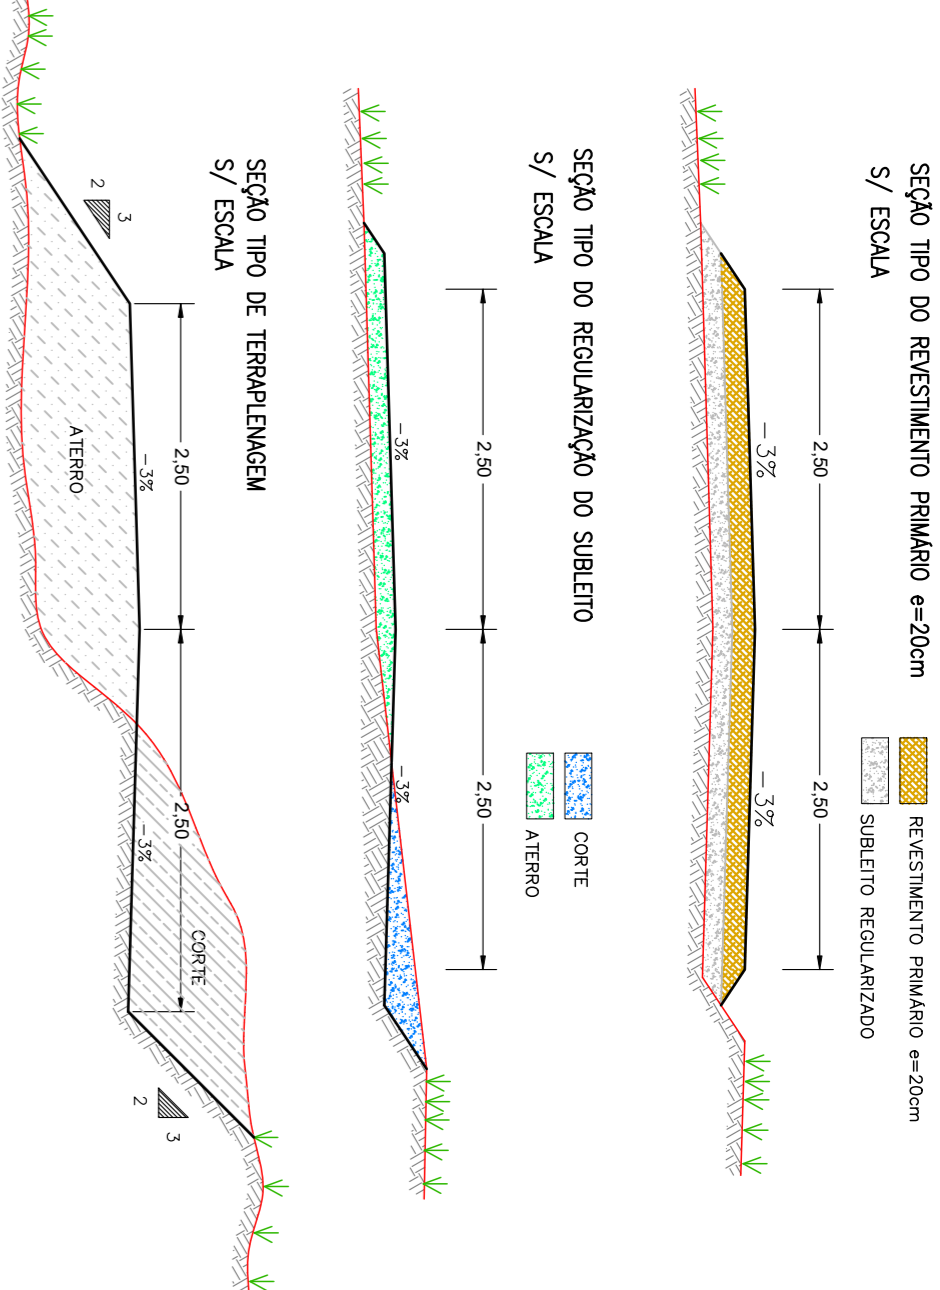 SEÇÃO TIPO DO REVESTIMENTO PRIMÁRIO e=20cm
S/ ESCALA
REVESTIMENTO PRIMÁRIO e=20cm
SUBLEITO REGULARIZADO
2,50
2,50
-3%
-3%
SEÇÃO TIPO DO REGULARIZAÇÃO DO SUBLEITO
S/ ESCALA
CORTE
ATERRO
2,50
2,50
-3%
-3%
SEÇÃO TIPO DE TERRAPLENAGEM
S/ ESCALA
2,50
2,50
-3%
-3%
ATERRO
CORTE
3
2
3
2